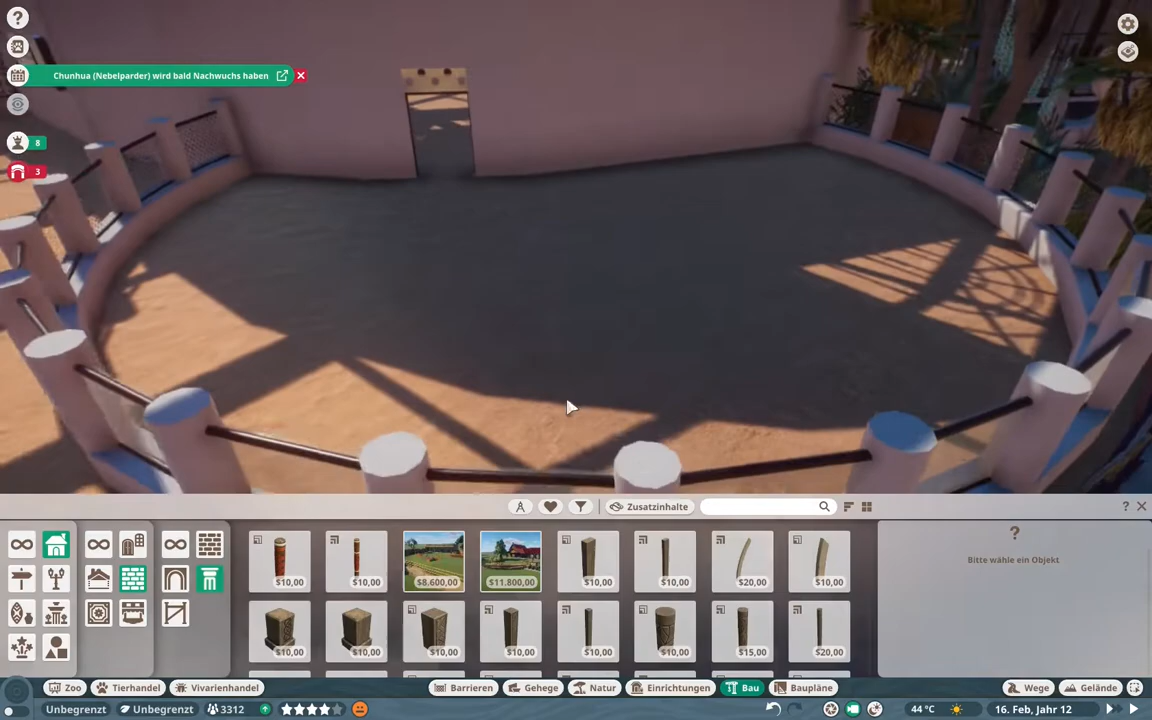 ?
Chunhua (Nebelparder) wird bald Nachwuchs haben
8
3
Zusatzinhalte
?
$10,00 $10,00 $8.600,00 $11.800,00 $10,00 $10,00 $20,00 $10,00
?
Bitte wähle ein Objekt
$10,00 $10,00 $10,00 $10,00 $10,00 $10,00 $15,00 $20,00
Zoo Tierhandel Vivarienhandel Barrieren Gehege Natur Einrichtungen Bau Baupläne Wege Gelände
Unbegrenzt Unbegrenzt 3312 44 °C 16. Feb, Jahr 12